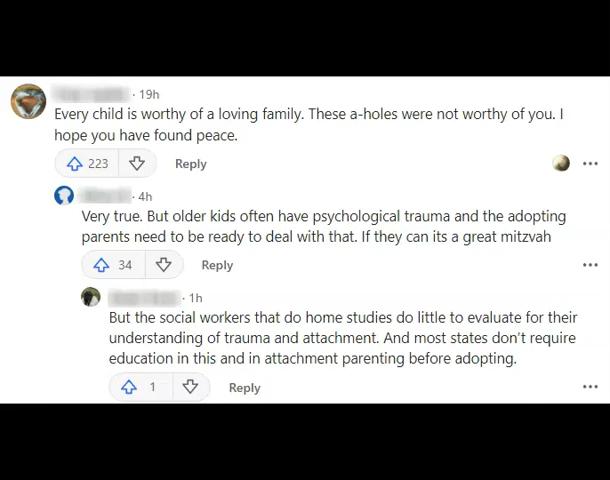 · 19h
Every child is worthy of a loving family. These a-holes were not worthy of you. I
hope you have found peace.
223 Reply
· 4h
Very true. But older kids often have psychological trauma and the adopting
parents need to be ready to deal with that. If they can its a great mitzvah
34 Reply
· 1h
But the social workers that do home studies do little to evaluate for their
understanding of trauma and attachment. And most states don't require
education in this and in attachment parenting before adopting.
1 Reply